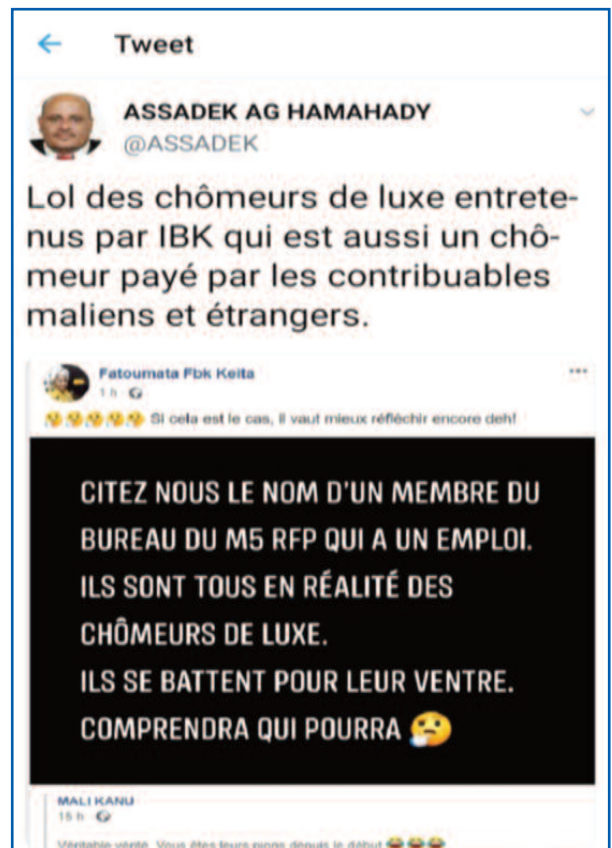 Tweet
ASSADEK AG HAMAHADY
@ASSADEK
Lol des chômeurs de luxe entrete-
nus par IBK qui est aussi un chô-
meur payé par les contribuables
maliens et étrangers.
Fatoumata Fbk Keita
1 h
Si cela est le cas, il vaut mieux réfléchir encore deh!
CITEZ NOUS LE NOM D'UN MEMBRE DU
BUREAU DU M5 RFP QUI A UN EMPLOI.
ILS SONT TOUS EN RÉALITÉ DES
CHÔMEURS DE LUXE.
ILS SE BATTENT POUR LEUR VENTRE.
COMPRENDRA QUI POURRA 🤔
MALI KANU
15 h
Véritable vérité. Vous êtes leurs pions depuis le début 😂😂😂